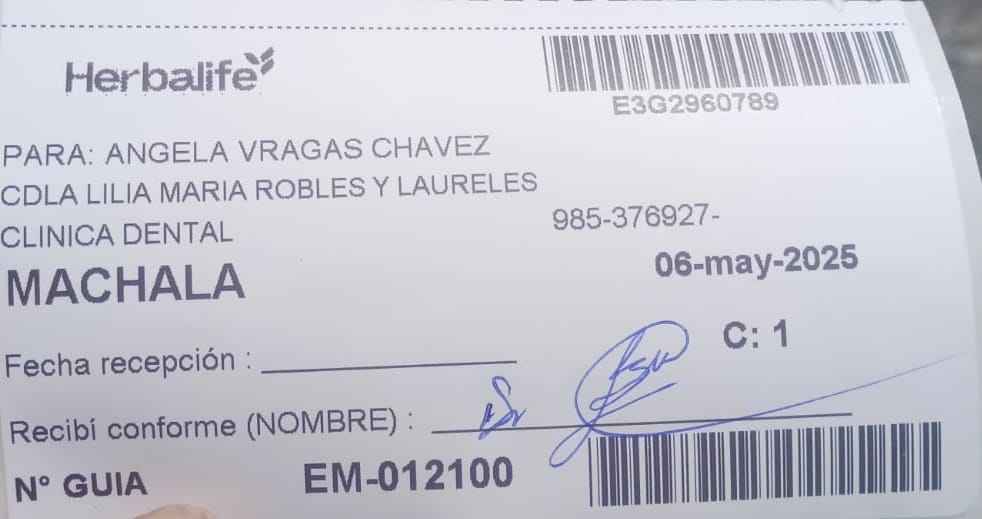 Herbalife
E3G2960789
PARA: ANGELA VRAGAS CHAVEZ
CDLA LILIA MARIA ROBLES Y LAURELES
CLINICA DENTAL
985-376927-
MACHALA
06-may-2025
C: 1
Fecha recepción :
Recibí conforme (NOMBRE) :
N° GUIA
EM-012100